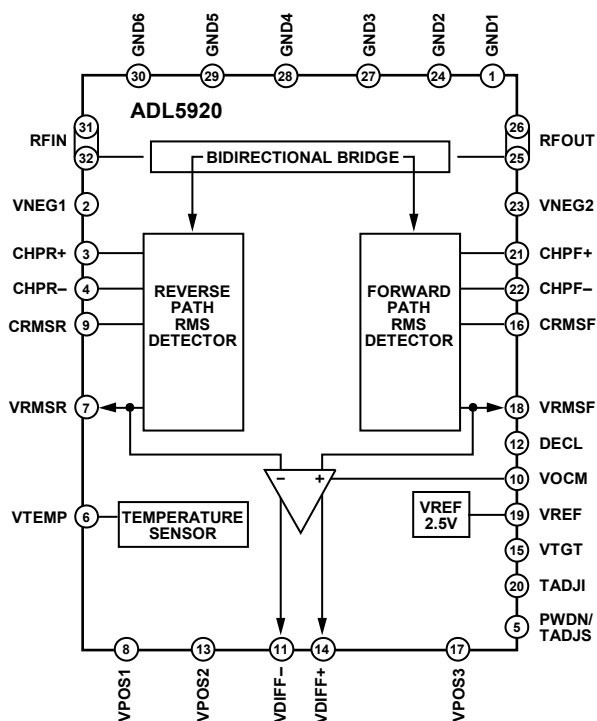 GND6
GND5
GND4
GND3
GND2
GND1
30
29
28
27
24
1
ADL5920
RFIN
31
32
BIDIRECTIONAL BRIDGE
26
25
RFOUT
VNEG1
2
23
VNEG2
CHPR+
3
21
CHPF+
CHPR–
4
22
CHPF–
CRMSR
9
16
CRMSF
REVERSE
PATH
RMS
DETECTOR
FORWARD
PATH
RMS
DETECTOR
VRMSR
7
18
VRMSF
12
DECL
– +
10
VOCM
VTEMP
6
TEMPERATURE
SENSOR
VREF
2.5V
19
VREF
15
VTGT
20
TADJI
5
PWDN/
TADJS
8
13
11
14
17
VPOS1
VPOS2
VDIFF–
VDIFF+
VPOS3